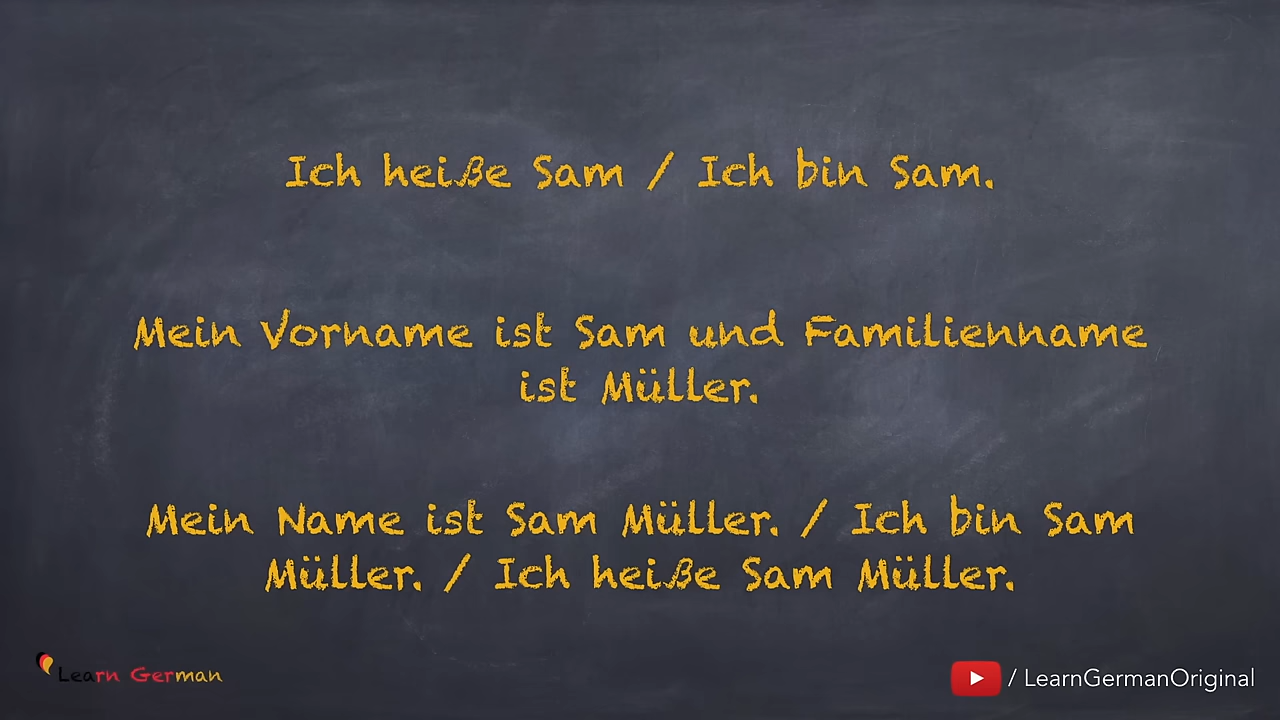 Ich heiße Sam / Ich bin Sam.
Mein Vorname ist Sam und Familienname
ist Müller.
Mein Name ist Sam Müller. / Ich bin Sam
Müller. / Ich heiße Sam Müller.
Learn German
/ LearnGermanOriginal